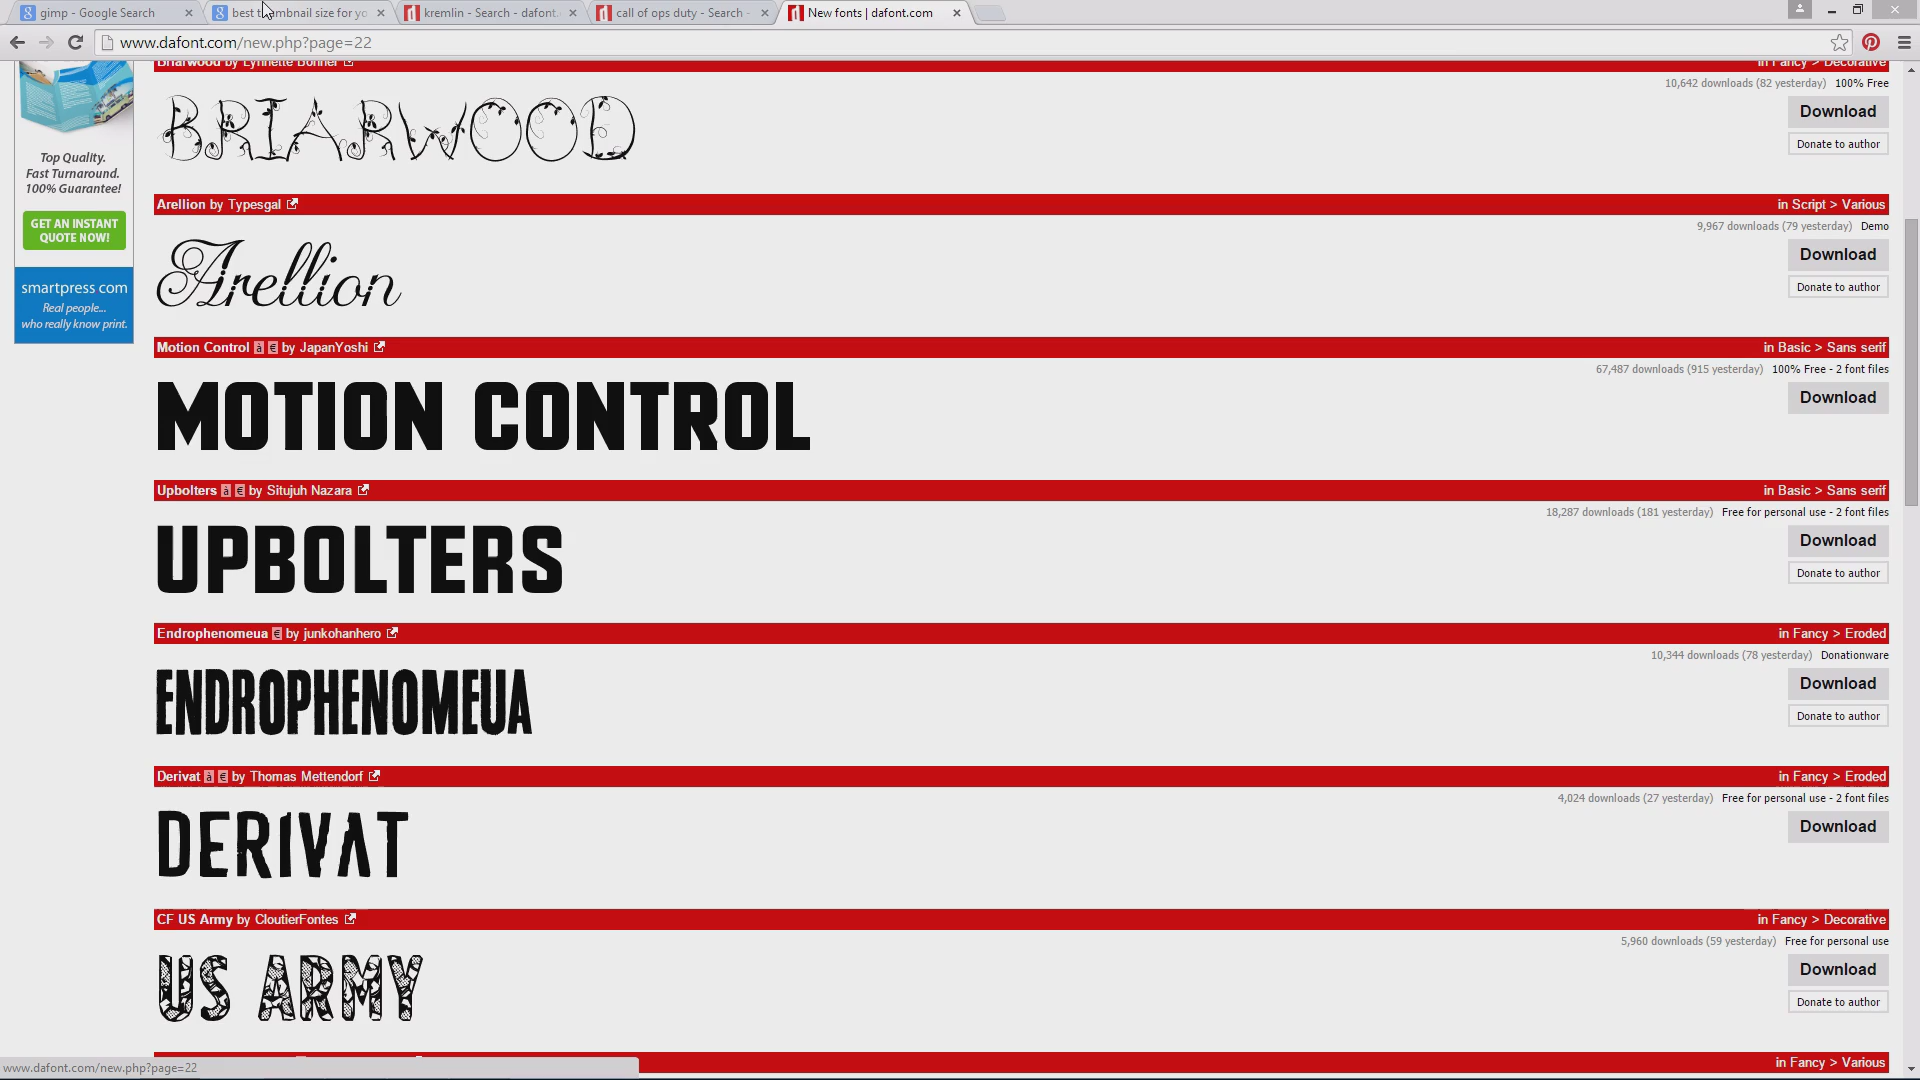 gimp - Google Search
best thumbnail size for yo
kremlin - Search - dafont.
call of ops duty - Search -
New fonts | dafont.com
www.dafont.com/new.php?page=22
Briarwood by Lynnette Bonner
in Fancy > Decorative
10,642 downloads (82 yesterday) 100% Free
BRIARWOOD
Download
Donate to author
Top Quality.
Fast Turnaround.
100% Guarantee!
GET AN INSTANT
QUOTE NOW!
smartpress com
Real people...
who really know print.
Arellion by Typesgal
in Script > Various
9,967 downloads (79 yesterday) Demo
Arellion
Download
Donate to author
Motion Control à € by JapanYoshi
in Basic > Sans serif
67,487 downloads (915 yesterday) 100% Free - 2 font files
MOTION CONTROL
Download
Upbolters à € by Situjuh Nazara
in Basic > Sans serif
18,287 downloads (181 yesterday) Free for personal use - 2 font files
UPBOLTERS
Download
Donate to author
Endrophenomeua € by junkohanhero
in Fancy > Eroded
10,344 downloads (78 yesterday) Donationware
ENDROPHENOMEUA
Download
Donate to author
Derivat à € by Thomas Mettendorf
in Fancy > Eroded
4,024 downloads (27 yesterday) Free for personal use - 2 font files
DERIVAT
Download
CF US Army by CloutierFontes
in Fancy > Decorative
5,960 downloads (59 yesterday) Free for personal use
US ARMY
Download
Donate to author
in Fancy > Various
www.dafont.com/new.php?page=22